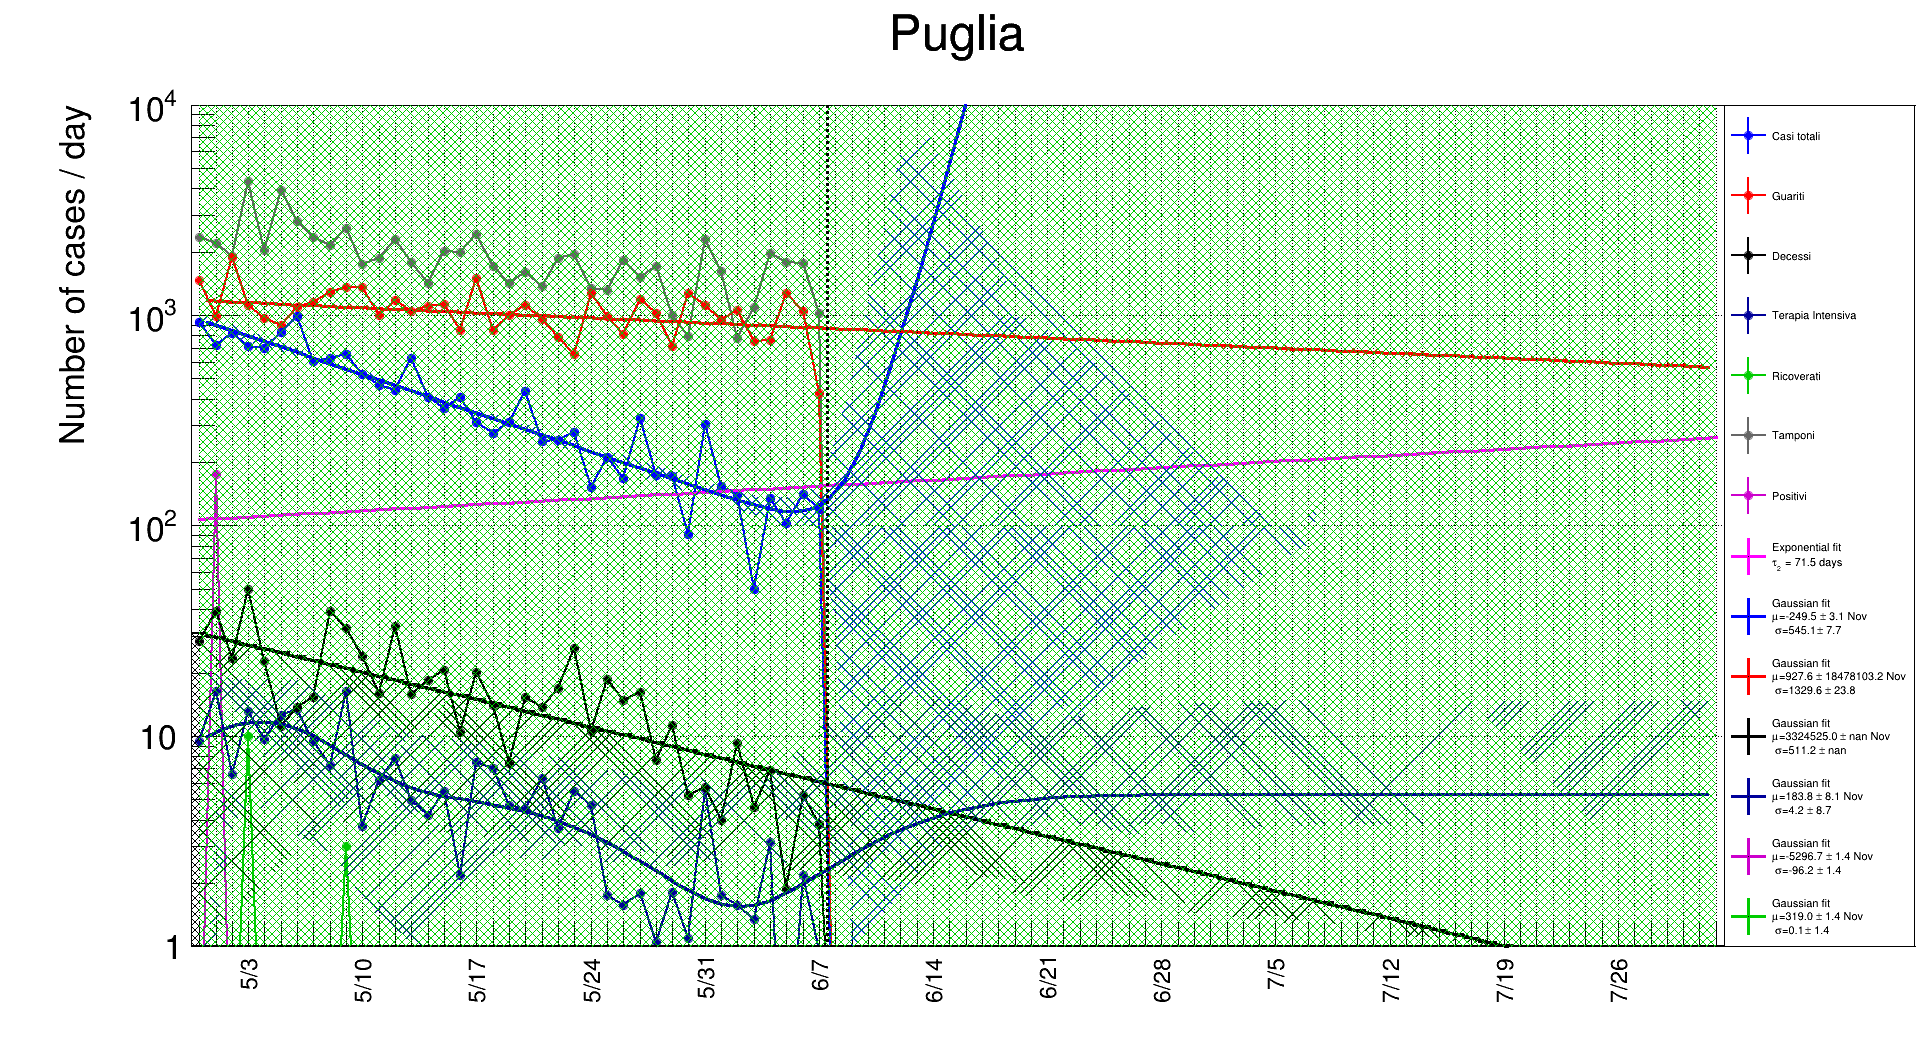 Puglia
Number of cases / day
10^4
10^3
10^2
10
1
5/3
5/10
5/17
5/24
5/31
6/7
6/14
6/21
6/28
7/5
7/12
7/19
7/26
Casi totali
Guariti
Decessi
Terapia Intensiva
Ricoverati
Tamponi
Positivi
Exponential fit
τ_2 = 71.5 days
Gaussian fit
μ=-249.5 ± 3.1 Nov
σ=545.1 ± 7.7
Gaussian fit
μ=927.6 ± 18478103.2 Nov
σ=1329.6 ± 23.8
Gaussian fit
μ=3324525.0 ± nan Nov
σ=511.2 ± nan
Gaussian fit
μ=183.8 ± 8.1 Nov
σ=4.2 ± 8.7
Gaussian fit
μ=-5296.7 ± 1.4 Nov
σ=-96.2 ± 1.4
Gaussian fit
μ=319.0 ± 1.4 Nov
σ=0.1 ± 1.4